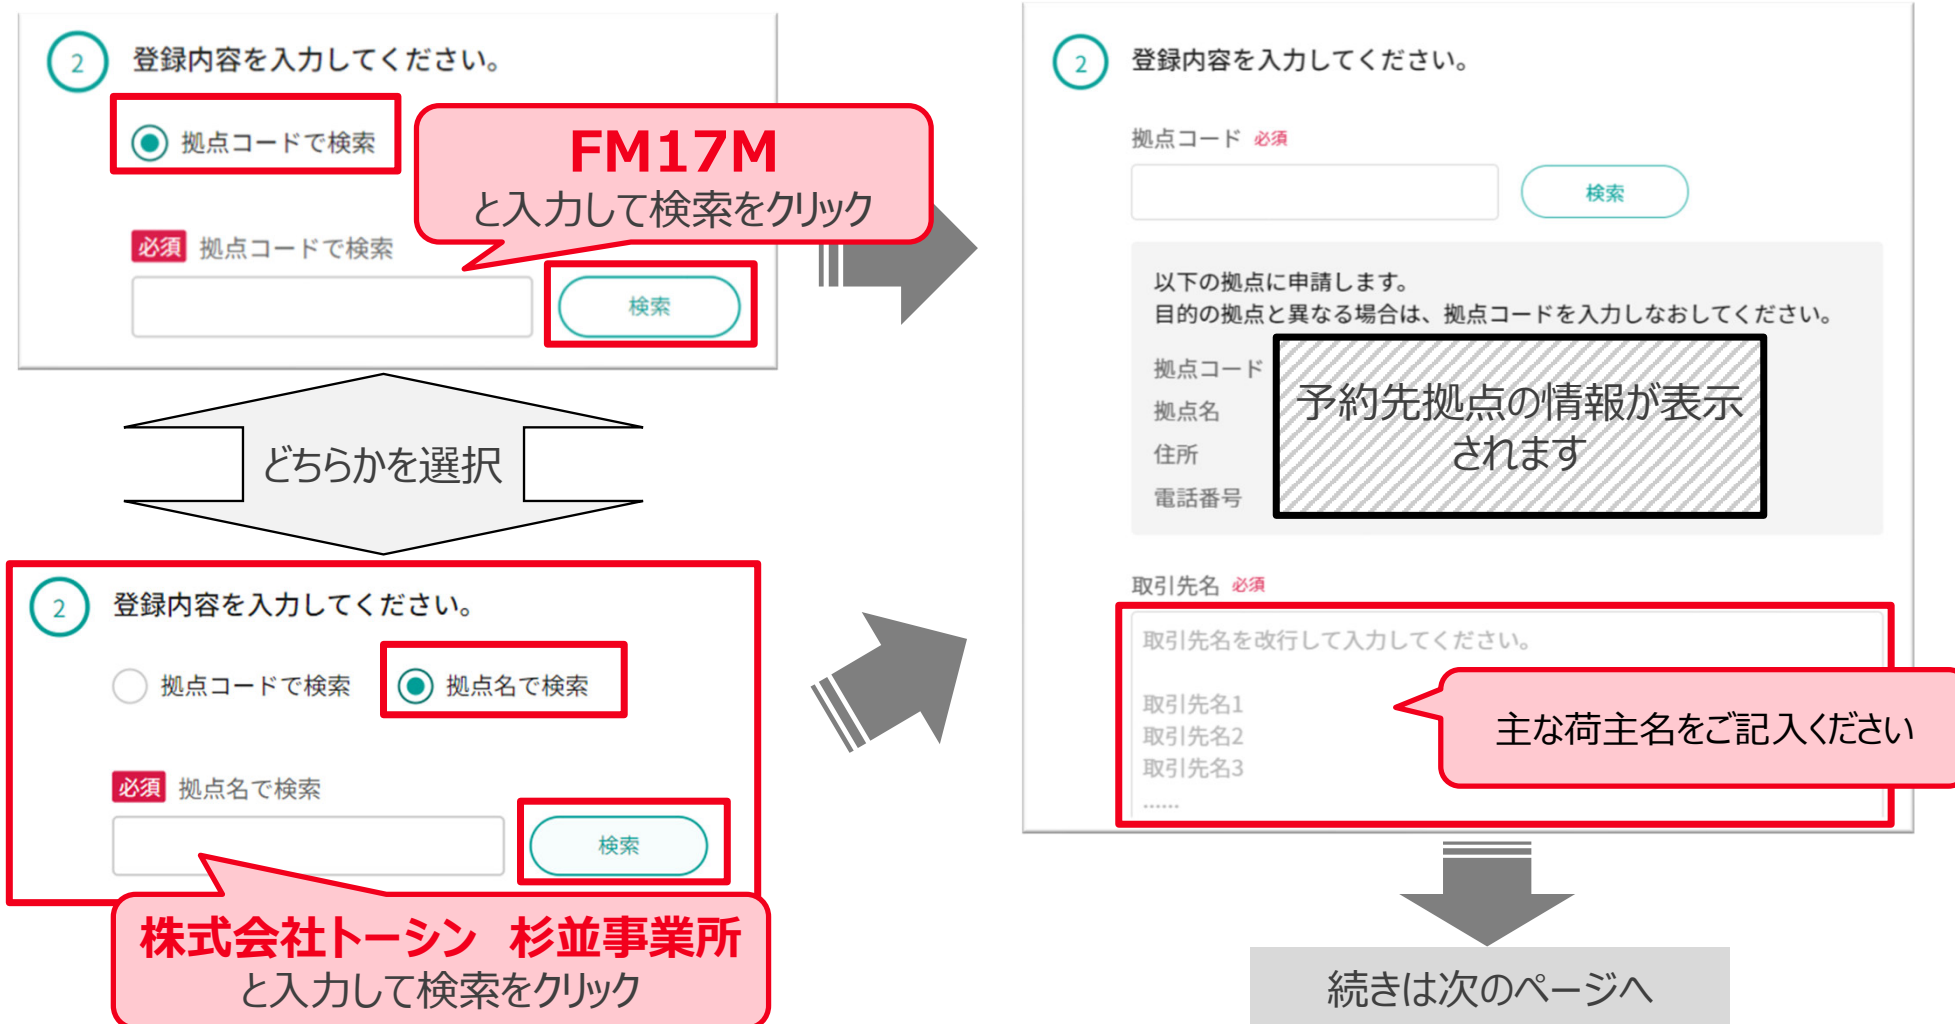 2 登録内容を入力してください。
拠点コードで検索
FM17M
と入力して検索をクリック
必須 拠点コードで検索
検索
どちらかを選択
2 登録内容を入力してください。
拠点コードで検索 拠点名で検索
必須 拠点名で検索
検索
株式会社トーシン 杉並事業所
と入力して検索をクリック
2 登録内容を入力してください。
拠点コード 必須
検索
以下の拠点に申請します。
目的の拠点と異なる場合は、拠点コードを入力しなおしてください。
拠点コード
拠点名
住所
電話番号
予約先拠点の情報が表示
されます
取引先名 必須
取引先名を改行して入力してください。
取引先名1
取引先名2
取引先名3
......
主な荷主名をご記入ください
続きは次のページへ